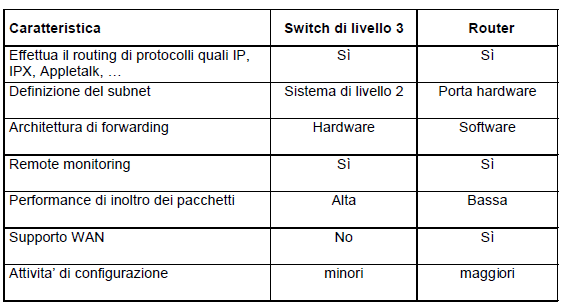 Caratteristica Switch di livello 3 Router
Effettua il routing di protocolli quali IP, Sì Sì
IPX, Appletalk, …
Definizione del subnet Sistema di livello 2 Porta hardware
Architettura di forwarding Hardware Software
Remote monitoring Sì Sì
Performance di inoltro dei pacchetti Alta Bassa
Supporto WAN No Sì
Attivita’ di configurazione minori maggiori